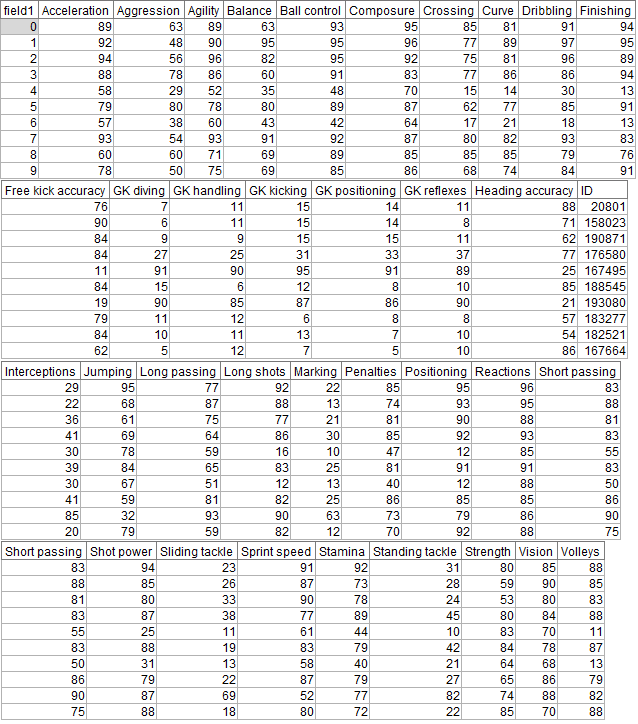 field1 Acceleration Aggression Agility Balance Ball control Composure Crossing Curve Dribbling Finishing
0 89 63 89 63 93 95 85 81 91 94
1 92 48 90 95 95 96 77 89 97 95
2 94 56 96 82 95 92 75 81 96 89
3 88 78 86 60 91 83 77 86 86 94
4 58 29 52 35 48 70 15 14 30 13
5 79 80 78 80 89 87 62 77 85 91
6 57 38 60 43 42 64 17 21 18 13
7 93 54 93 91 92 87 80 82 93 83
8 60 60 71 69 89 85 85 85 79 76
9 78 50 75 69 85 86 68 74 84 91
Free kick accuracy GK diving GK handling GK kicking GK positioning GK reflexes Heading accuracy ID
76 7 11 15 14 11 88 20801
90 6 11 15 14 8 71 158023
84 9 9 15 15 11 62 190871
84 27 25 31 33 37 77 176580
11 91 90 95 91 89 25 167495
84 15 6 12 8 10 85 188545
19 90 85 87 86 90 21 193080
79 11 12 6 8 8 57 183277
84 10 11 13 7 10 54 182521
62 5 12 7 5 10 86 167664
Interceptions Jumping Long passing Long shots Marking Penalties Positioning Reactions Short passing
29 95 77 92 22 85 95 96 83
22 68 87 88 13 74 93 95 88
36 61 75 77 21 81 90 88 81
41 69 64 86 30 85 92 93 83
30 78 59 16 10 47 12 85 55
39 84 65 83 25 81 91 91 83
30 67 51 12 13 40 12 88 50
41 59 81 82 25 86 85 85 86
85 32 93 90 63 73 79 86 90
20 79 59 82 12 70 92 88 75
Short passing Shot power Sliding tackle Sprint speed Stamina Standing tackle Strength Vision Volleys
83 94 23 91 92 31 80 85 88
88 85 26 87 73 28 59 90 85
81 80 33 90 78 24 53 80 83
83 87 38 77 89 45 80 84 88
55 25 11 61 44 10 83 70 11
83 88 19 83 79 42 84 78 87
50 31 13 58 40 21 64 68 13
86 79 22 87 79 27 65 86 79
90 87 69 52 77 82 74 88 82
75 88 18 80 72 22 85 70 88